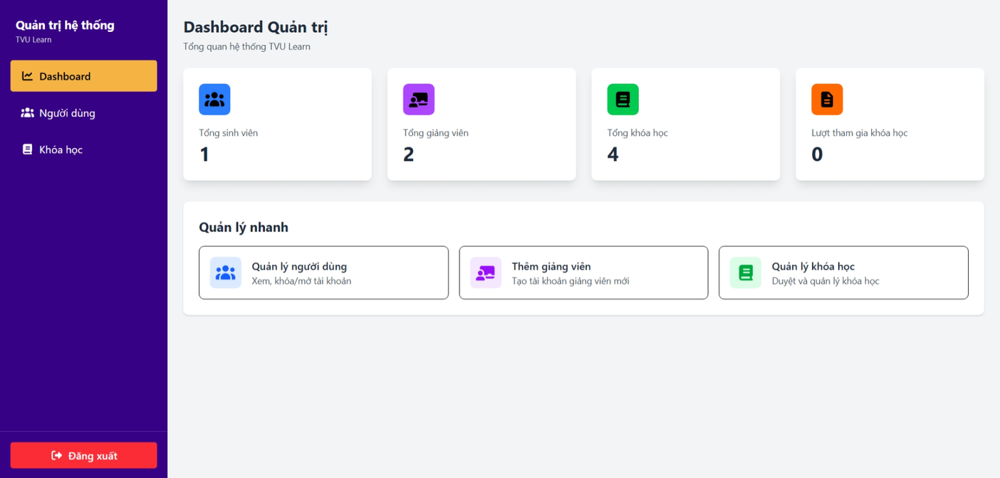 Quản trị hệ thống
TVU Learn
Dashboard
Người dùng
Khóa học
Đăng xuất
Dashboard Quản trị
Tổng quan hệ thống TVU Learn
Tổng sinh viên
1
Tổng giảng viên
2
Tổng khóa học
4
Lượt tham gia khóa học
0
Quản lý nhanh
Quản lý người dùng
Xem, khóa/mở tài khoản
Thêm giảng viên
Tạo tài khoản giảng viên mới
Quản lý khóa học
Duyệt và quản lý khóa học